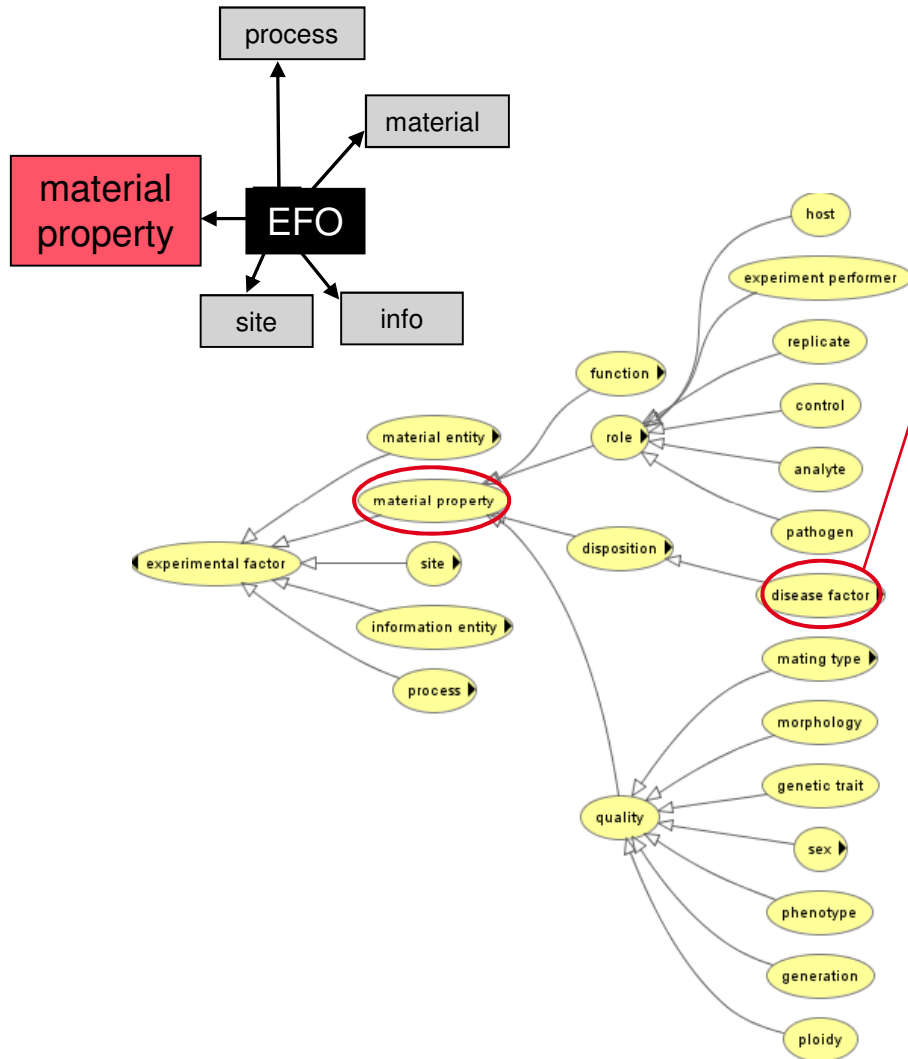 process
material
material
property
EFO
site
info
host
experiment performer
replicate
function
control
material entity
role
analyte
material property
pathogen
disposition
experimental factor
site
disease factor
information entity
mating type
process
morphology
genetic trait
quality
sex
phenotype
generation
ploidy